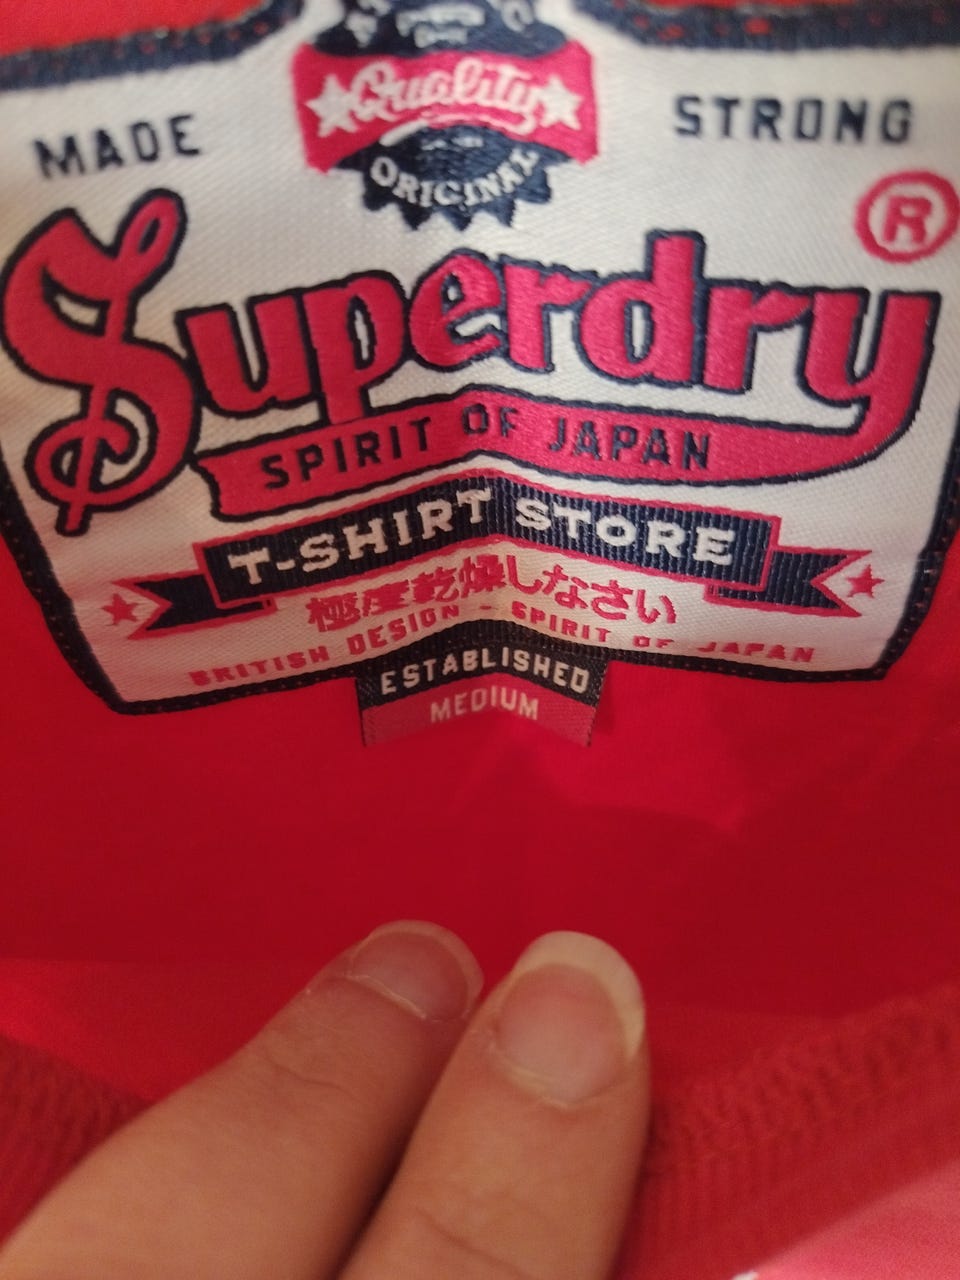 Quality
ORIGINAL
MADE STRONG
Superdry®
SPIRIT OF JAPAN
T-SHIRT STORE
極度乾燥しなさい
BRITISH DESIGN - SPIRIT OF JAPAN
ESTABLISHED
MEDIUM